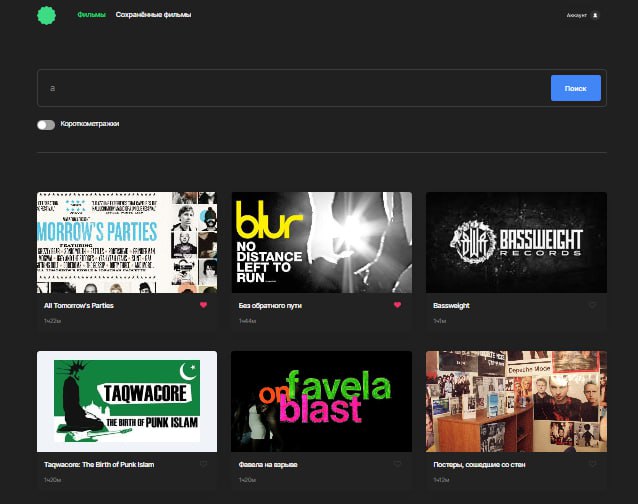 Фильмы
Сохранённые фильмы
Аккаунт
а
Поиск
Короткометражки
MORROW'S PARTIES
FEATURING
All Tomorrow's Parties
1ч22м
blur
NO
DISTANCE
LEFT TO
RUN
Без обратного пути
1ч44м
BASSWEIGHT
RECORDS
Bassweight
1ч1м
TAQWACORE
THE BIRTH OF PUNK ISLAM
Taqwacore: The Birth of Punk Islam
1ч20м
favela
on
blast
Фавела на взрыве
1ч20м
Depeche Mode
Постеры, сошедшие со стен
1ч12м